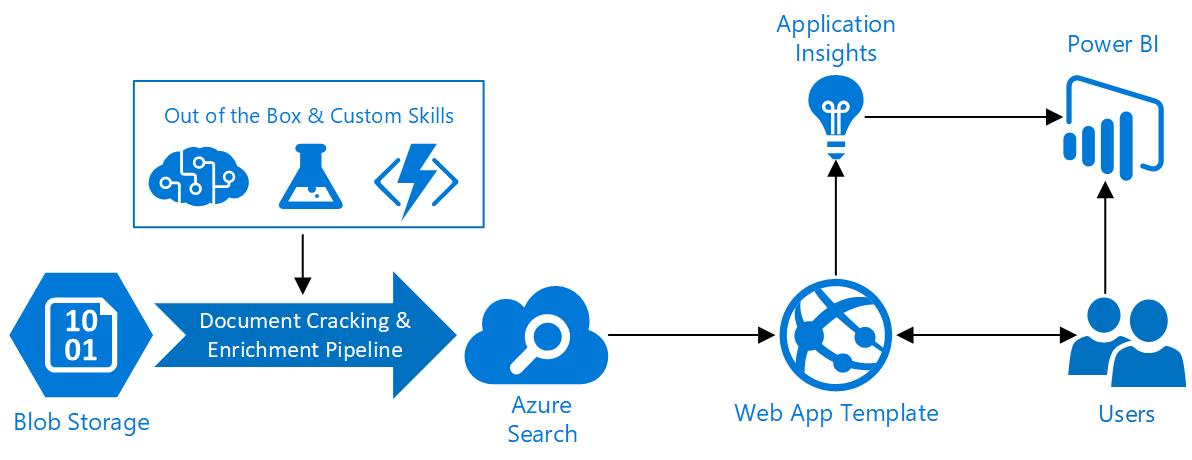 Application
Insights
Power BI
Out of the Box & Custom Skills
10
01
Document Cracking &
Enrichment Pipeline
Blob Storage
Azure
Search
Web App Template
Users